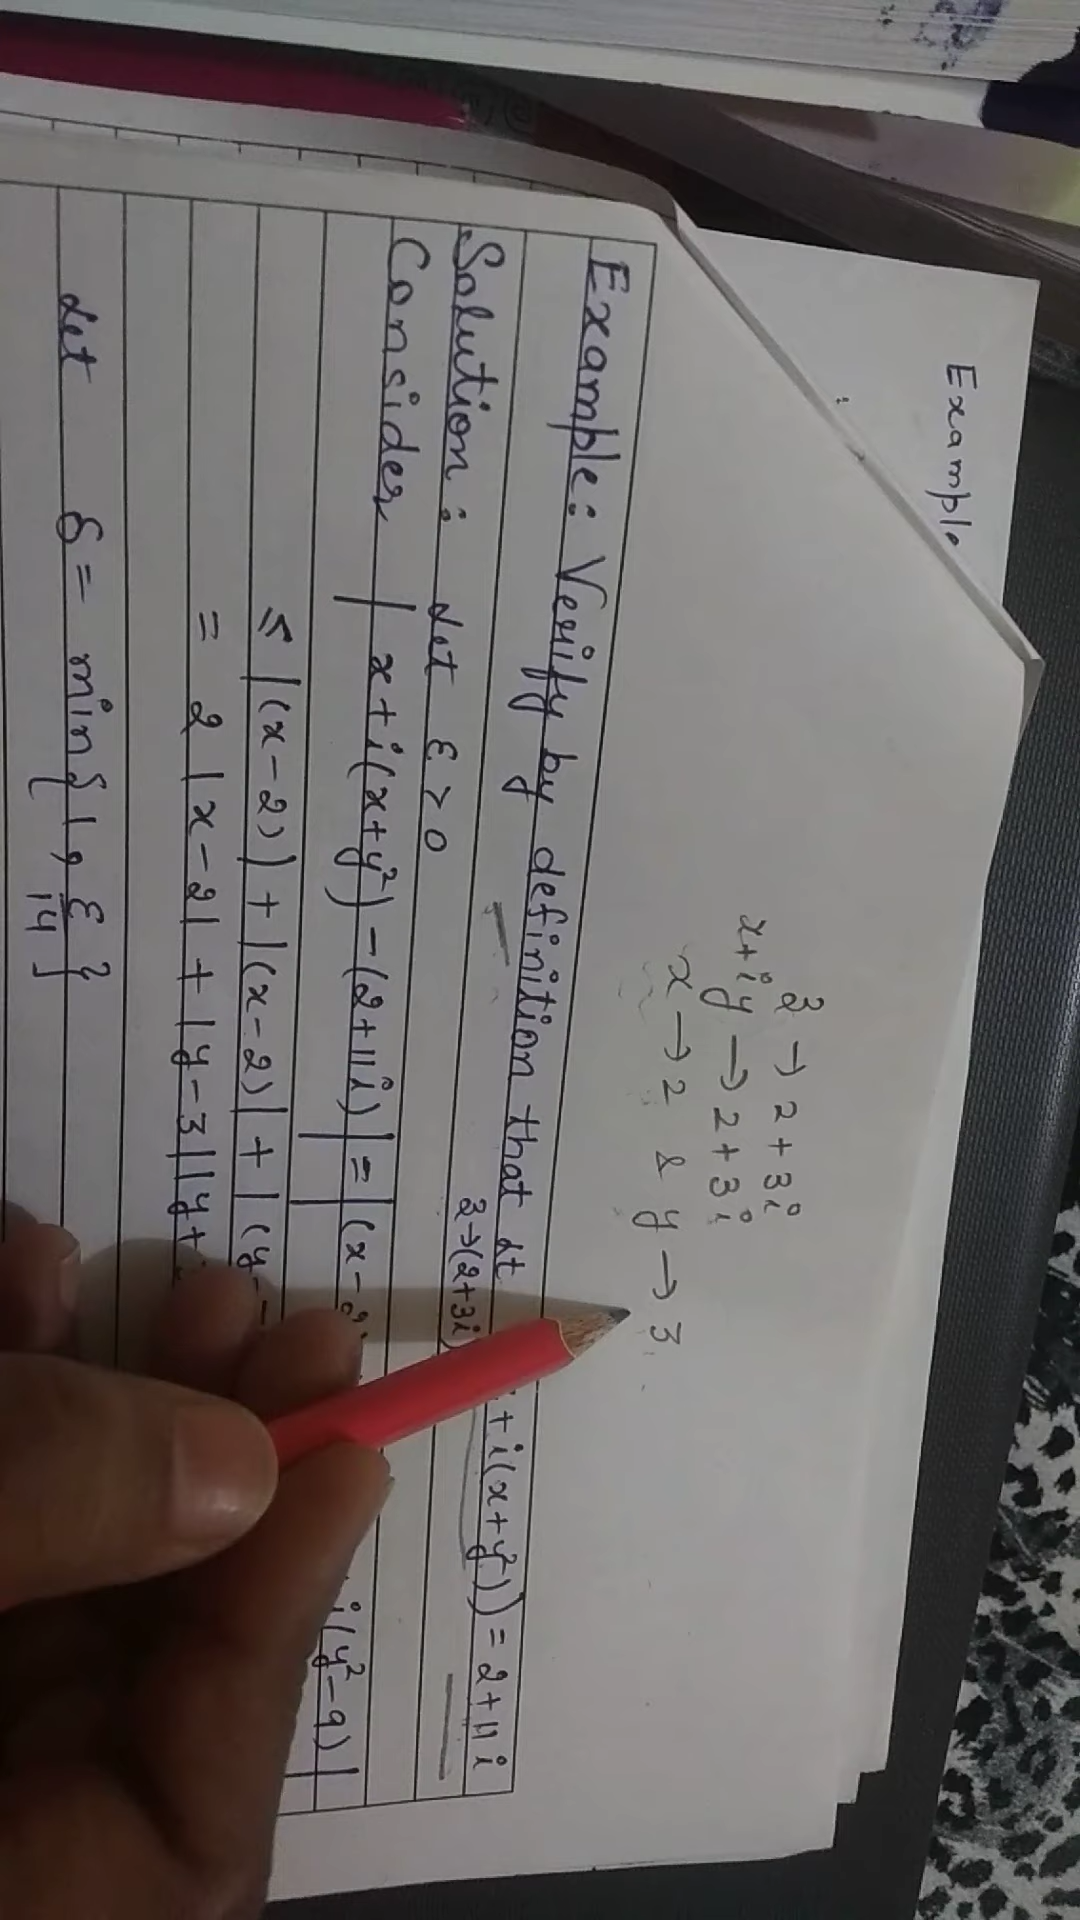 Example
z → 2+3i
x+iy → 2+3i
x → 2 & y → 3
Example: Verify by definition that lt + i(x+y²)) = 2+11i
z→(2+3i)
Solution: Let ε > 0
Consider | x+i(x+y²) - (2+11i) | = |(x- i(y²-9)|
≤ |(x-2)| + |(x-2)| + |(y-
= 2 |x-2| + |y-3||y+
Let δ = min{1, ε/14}